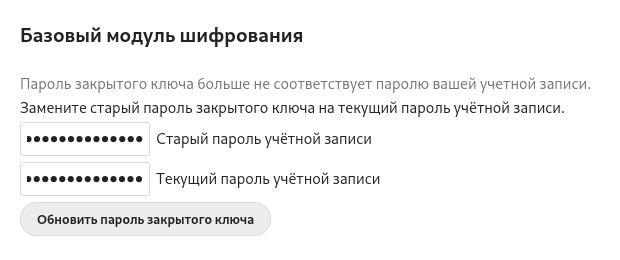 Базовый модуль шифрования
Пароль закрытого ключа больше не соответствует паролю вашей учетной записи.
Замените старый пароль закрытого ключа на текущий пароль учётной записи.
Старый пароль учётной записи
Текущий пароль учётной записи
Обновить пароль закрытого ключа